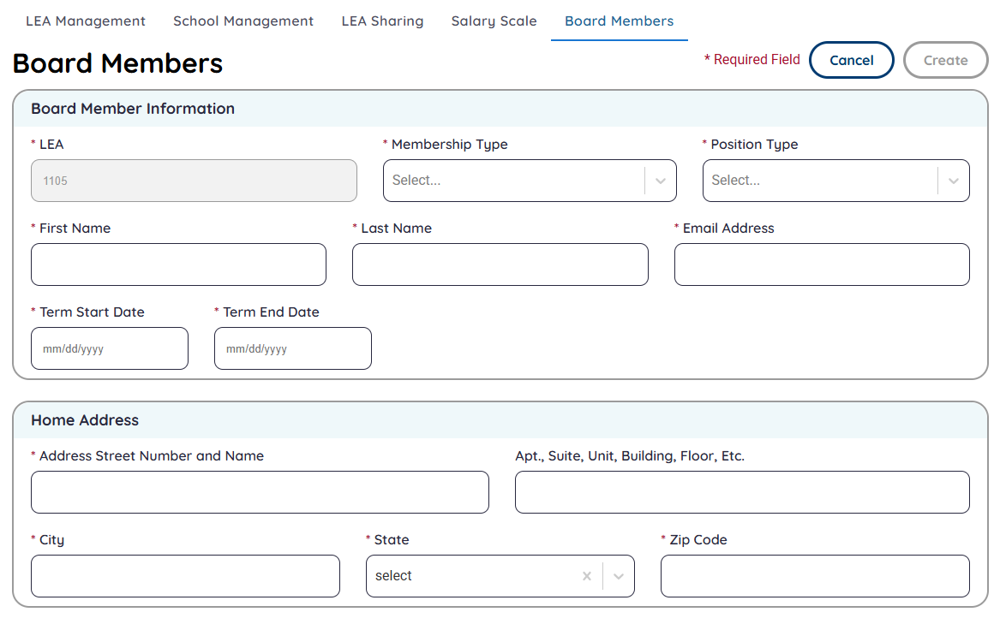 LEA Management School Management LEA Sharing Salary Scale Board Members
Board Members * Required Field Cancel Create
Board Member Information
* LEA * Membership Type * Position Type
1105 Select... Select...
* First Name * Last Name * Email Address
* Term Start Date * Term End Date
mm/dd/yyyy mm/dd/yyyy
Home Address
* Address Street Number and Name Apt., Suite, Unit, Building, Floor, Etc.
* City * State * Zip Code
select